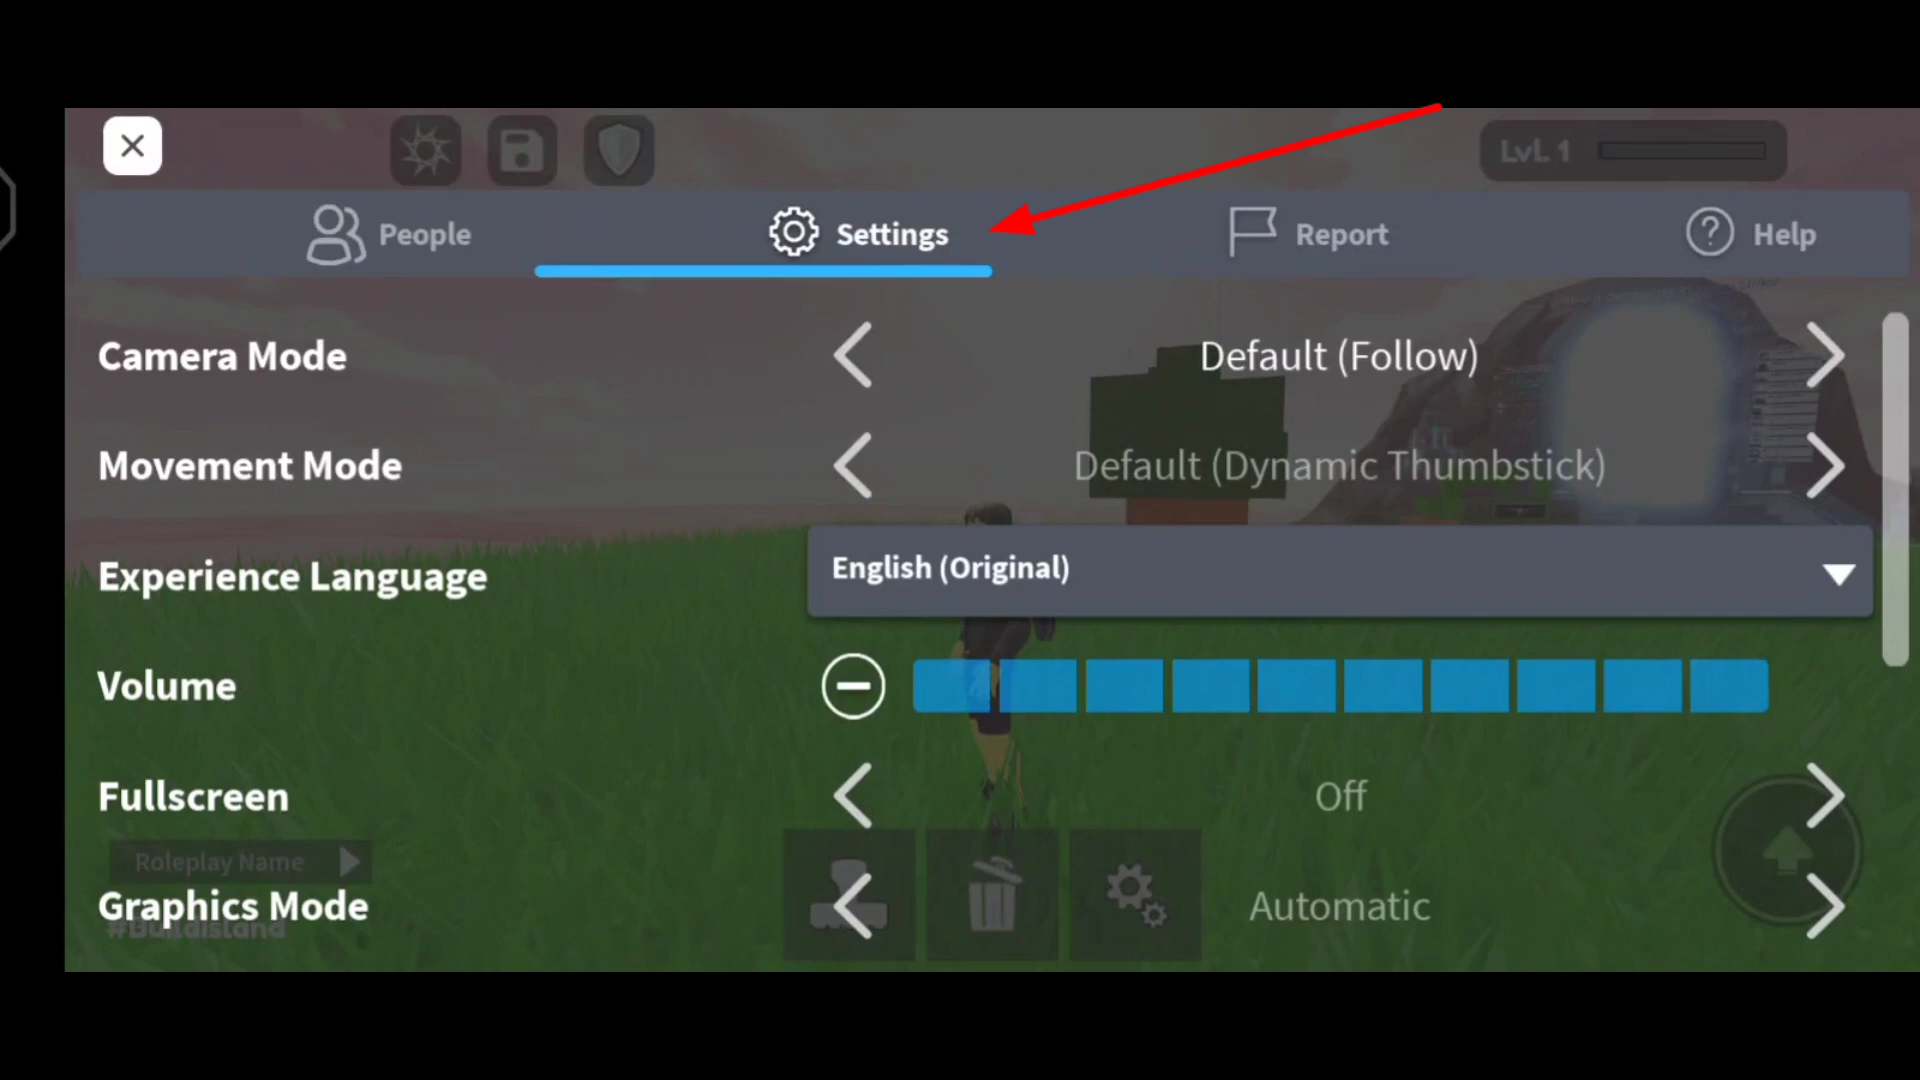 LvL 1
People
Settings
Report
Help
Camera Mode
Default (Follow)
Movement Mode
Default (Dynamic Thumbstick)
Experience Language
English (Original)
Volume
Fullscreen
Off
Roleplay Name
Graphics Mode
Automatic
#Buildisland